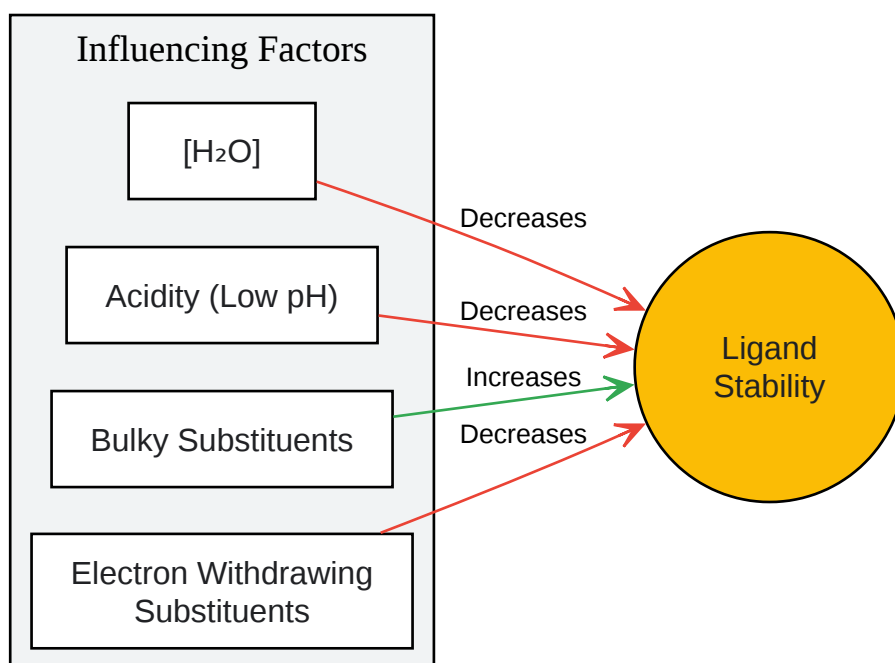 Influencing Factors
[H₂O]
Decreases
Acidity (Low pH)
Decreases
Increases
Bulky Substituents
Decreases
Electron Withdrawing
Substituents
Ligand
Stability